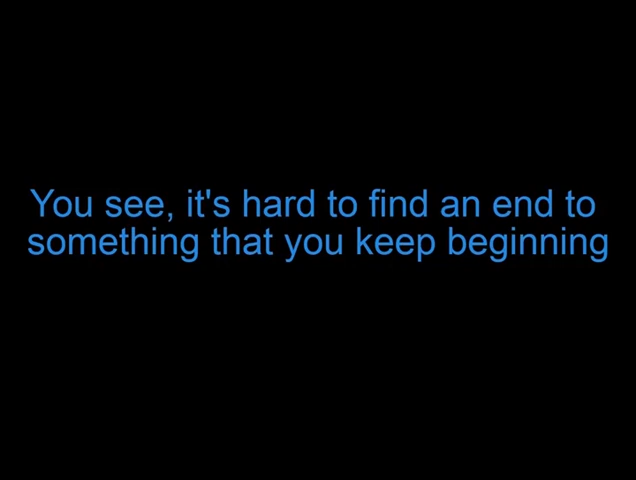 You see, it's hard to find an end to
something that you keep beginning